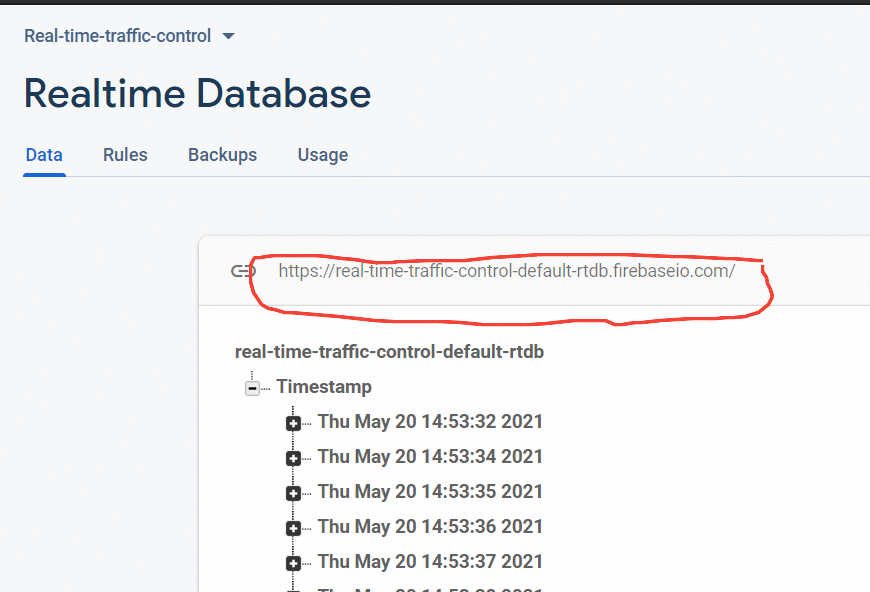 Real-time-traffic-control
Realtime Database
Data Rules Backups Usage
https://real-time-traffic-control-default-rtdb.firebaseio.com/
real-time-traffic-control-default-rtdb
Timestamp
Thu May 20 14:53:32 2021
Thu May 20 14:53:34 2021
Thu May 20 14:53:35 2021
Thu May 20 14:53:36 2021
Thu May 20 14:53:37 2021